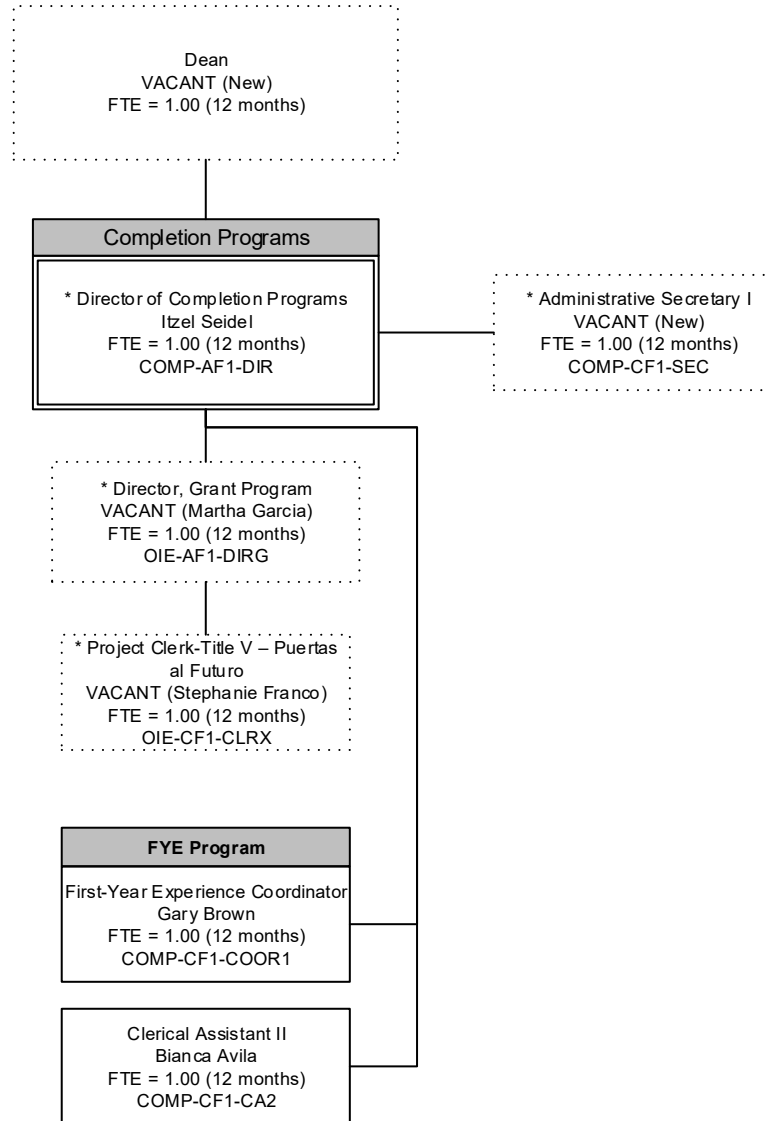 Dean
VACANT (New)
FTE = 1.00 (12 months)
Completion Programs
* Director of Completion Programs
Itzel Seidel
FTE = 1.00 (12 months)
COMP-AF1-DIR
* Administrative Secretary I
VACANT (New)
FTE = 1.00 (12 months)
COMP-CF1-SEC
* Director, Grant Program
VACANT (Martha Garcia)
FTE = 1.00 (12 months)
OIE-AF1-DIRG
* Project Clerk-Title V – Puertas
al Futuro
VACANT (Stephanie Franco)
FTE = 1.00 (12 months)
OIE-CF1-CLRX
FYE Program
First-Year Experience Coordinator
Gary Brown
FTE = 1.00 (12 months)
COMP-CF1-COOR1
Clerical Assistant II
Bianca Avila
FTE = 1.00 (12 months)
COMP-CF1-CA2